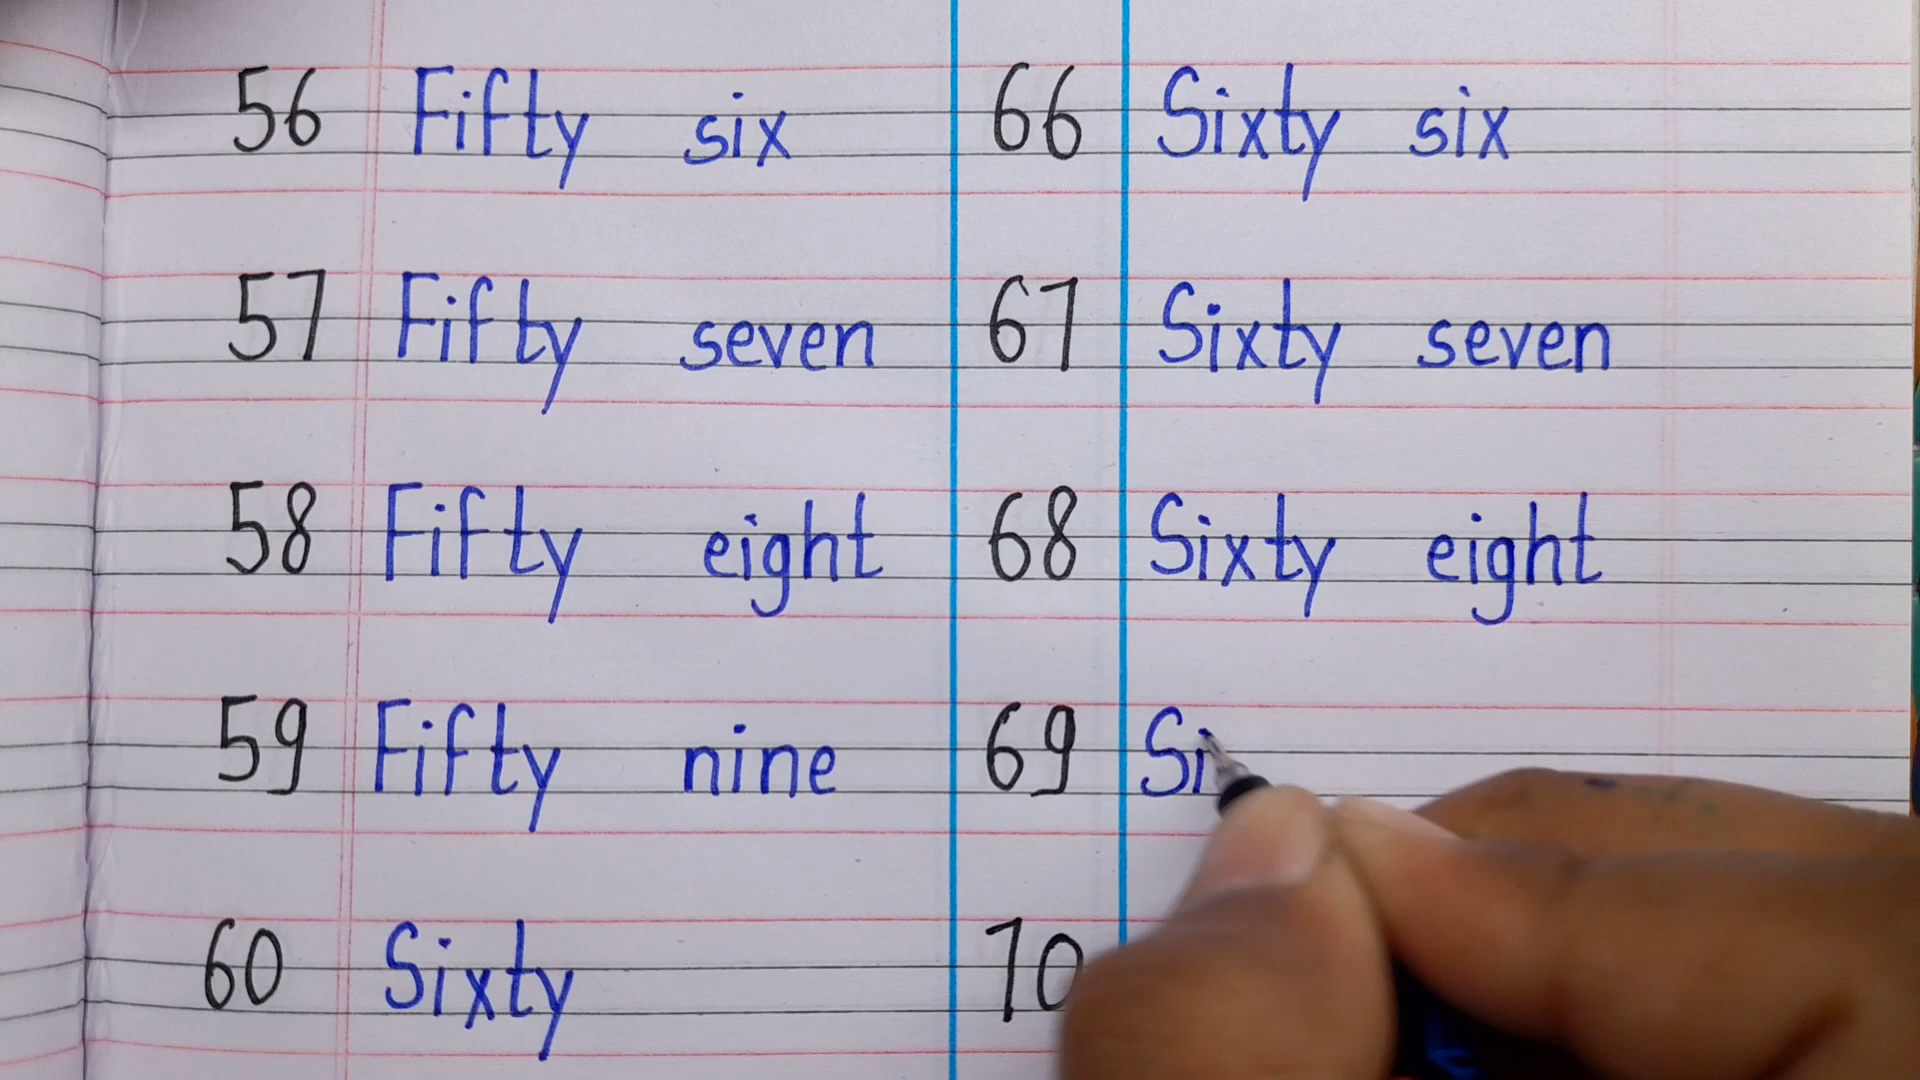 56 Fifty six 66 Sixty six
57 Fifty seven 67 Sixty seven
58 Fifty eight 68 Sixty eight
59 Fifty nine 69 Si
60 Sixty 70